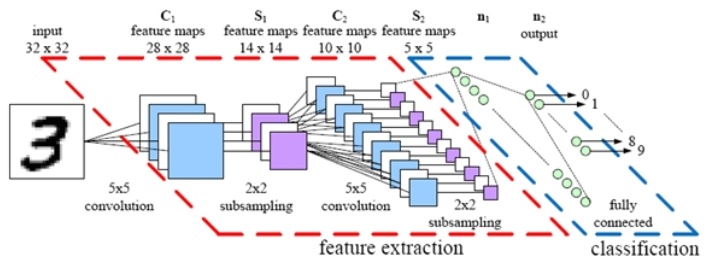 C₁ S₁ C₂ S₂ n₁ n₂
input feature maps feature maps feature maps feature maps output
32 x 32 28 x 28 14 x 14 10 x 10 5 x 5
3
0
1
8
9
5x5 2x2 5x5 2x2 fully
convolution subsampling convolution subsampling connected
feature extraction classification